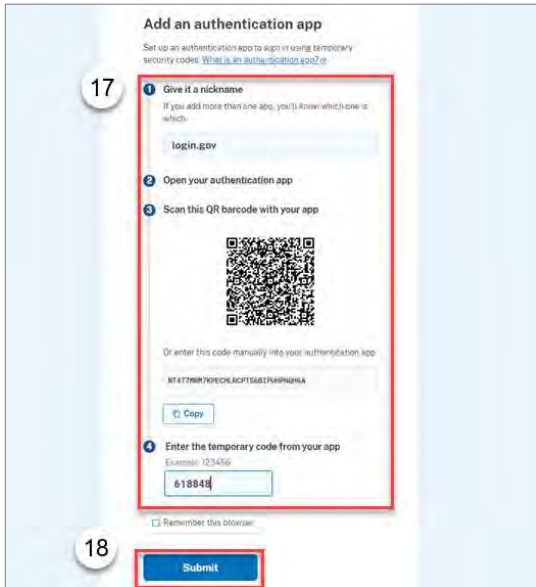 Add an authentication app
Set up an authentication app to sign in using temporary
security codes. What is an authentication app?
17
1 Give it a nickname
If you add more than one app, you'll know which one is
which.
login.gov
2 Open your authentication app
3 Scan this QR barcode with your app
Or enter this code manually into your authentication app
Copy
4 Enter the temporary code from your app
Example: 123456
618848
Remember this browser
18
Submit